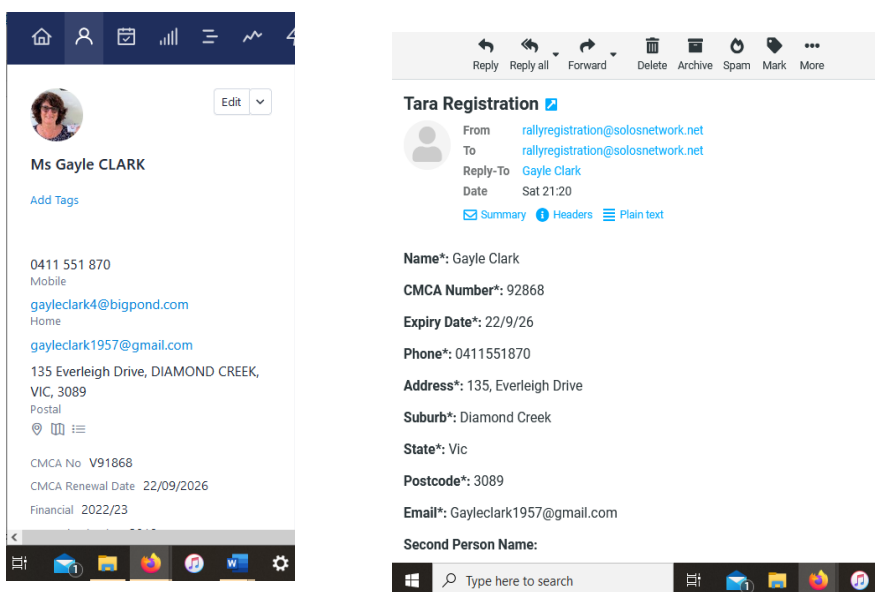 Edit
Ms Gayle CLARK
Add Tags
0411 551 870
Mobile
gayleclark4@bigpond.com
Home
gayleclark1957@gmail.com
135 Everleigh Drive, DIAMOND CREEK,
VIC, 3089
Postal
CMCA No V91868
CMCA Renewal Date 22/09/2026
Financial 2022/23
1
Reply Reply all Forward Delete Archive Spam Mark More
Tara Registration
From rallyregistration@solosnetwork.net
To rallyregistration@solosnetwork.net
Reply-To Gayle Clark
Date Sat 21:20
Summary Headers Plain text
Name*: Gayle Clark
CMCA Number*: 92868
Expiry Date*: 22/9/26
Phone*: 0411551870
Address*: 135, Everleigh Drive
Suburb*: Diamond Creek
State*: Vic
Postcode*: 3089
Email*: Gayleclark1957@gmail.com
Second Person Name:
Type here to search
1